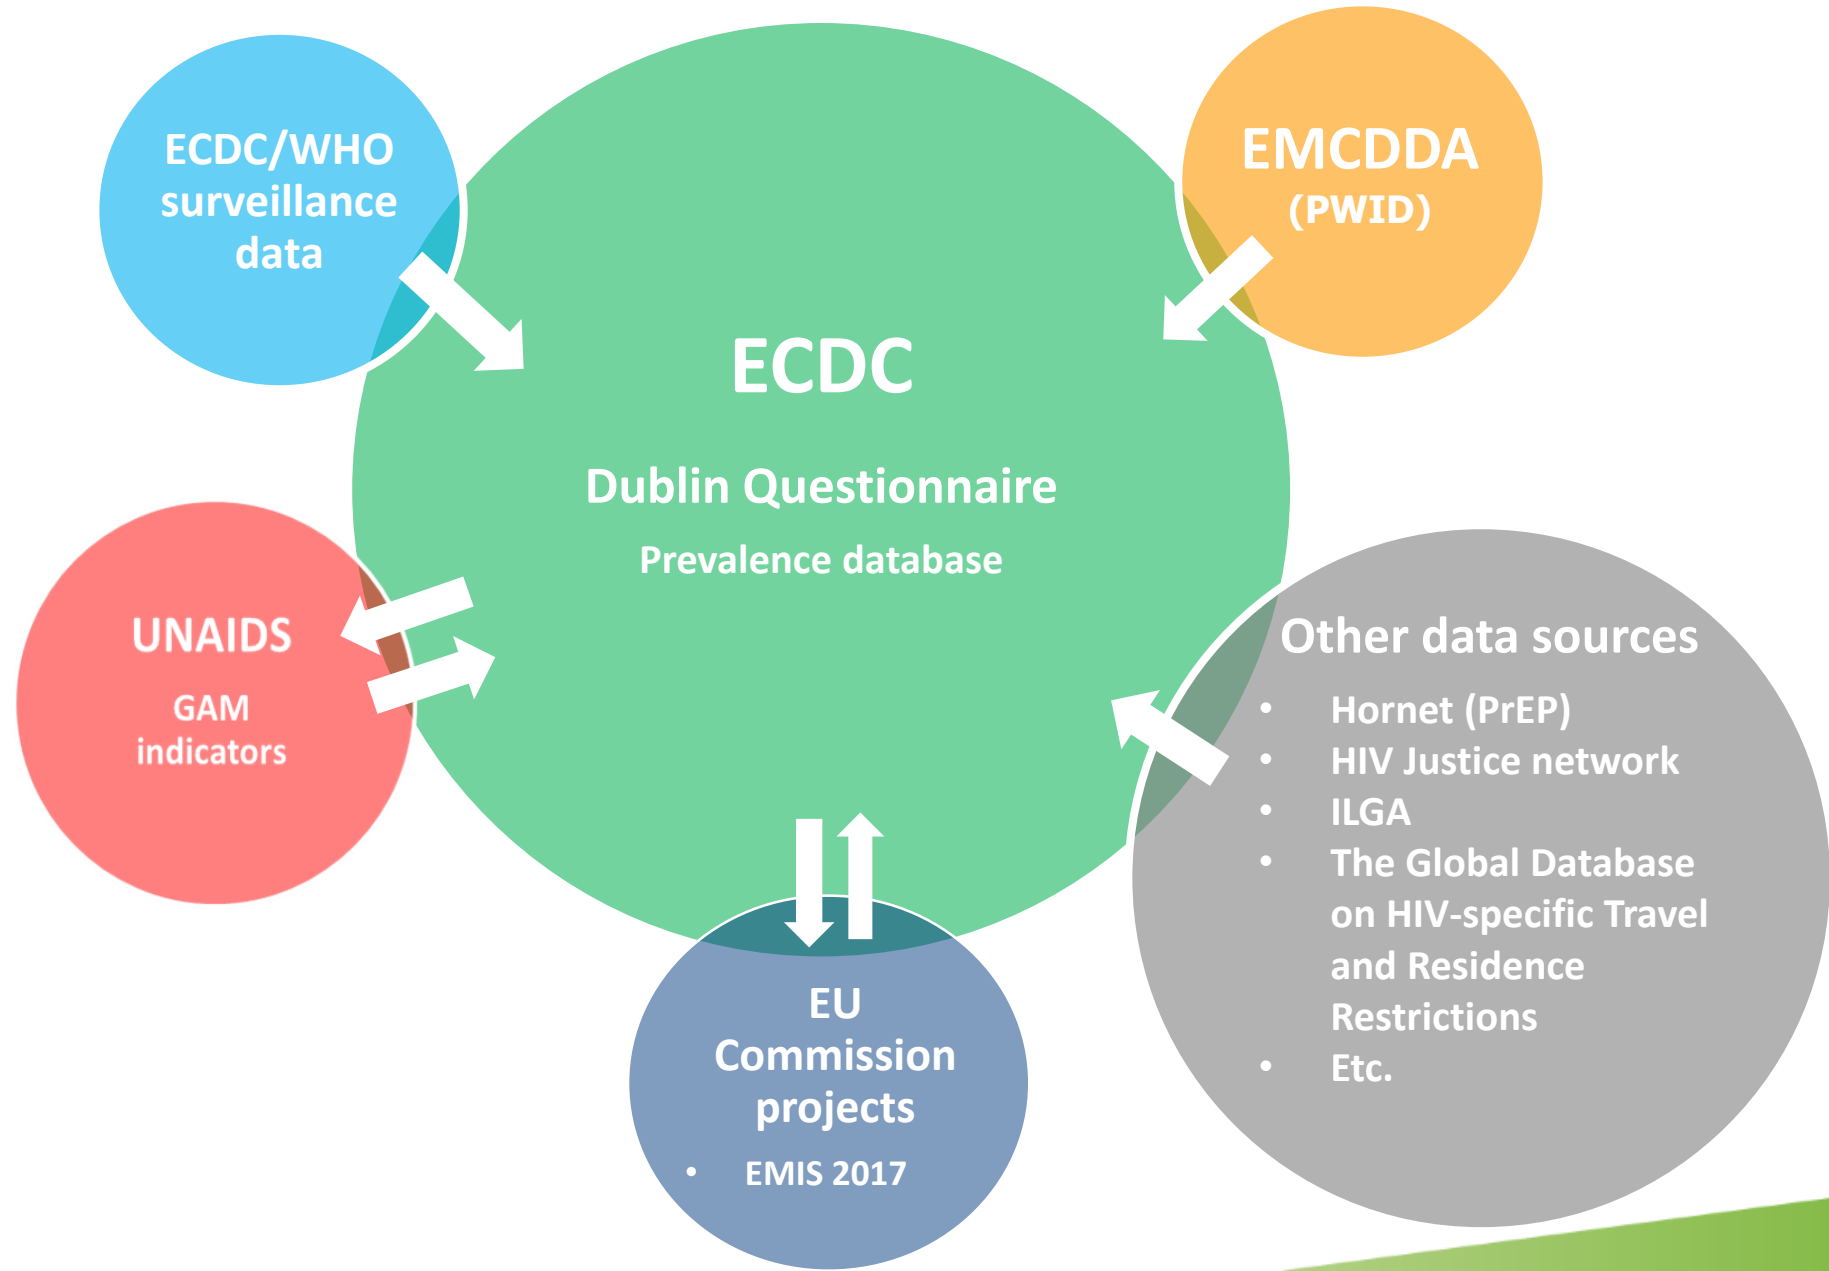 ECDC/WHO
surveillance
data
EMCDDA
(PWID)
ECDC
Dublin Questionnaire
Prevalence database
UNAIDS
GAM
indicators
Other data sources
• Hornet (PrEP)
• HIV Justice network
• ILGA
• The Global Database
on HIV-specific Travel
and Residence
Restrictions
• Etc.
EU
Commission
projects
• EMIS 2017